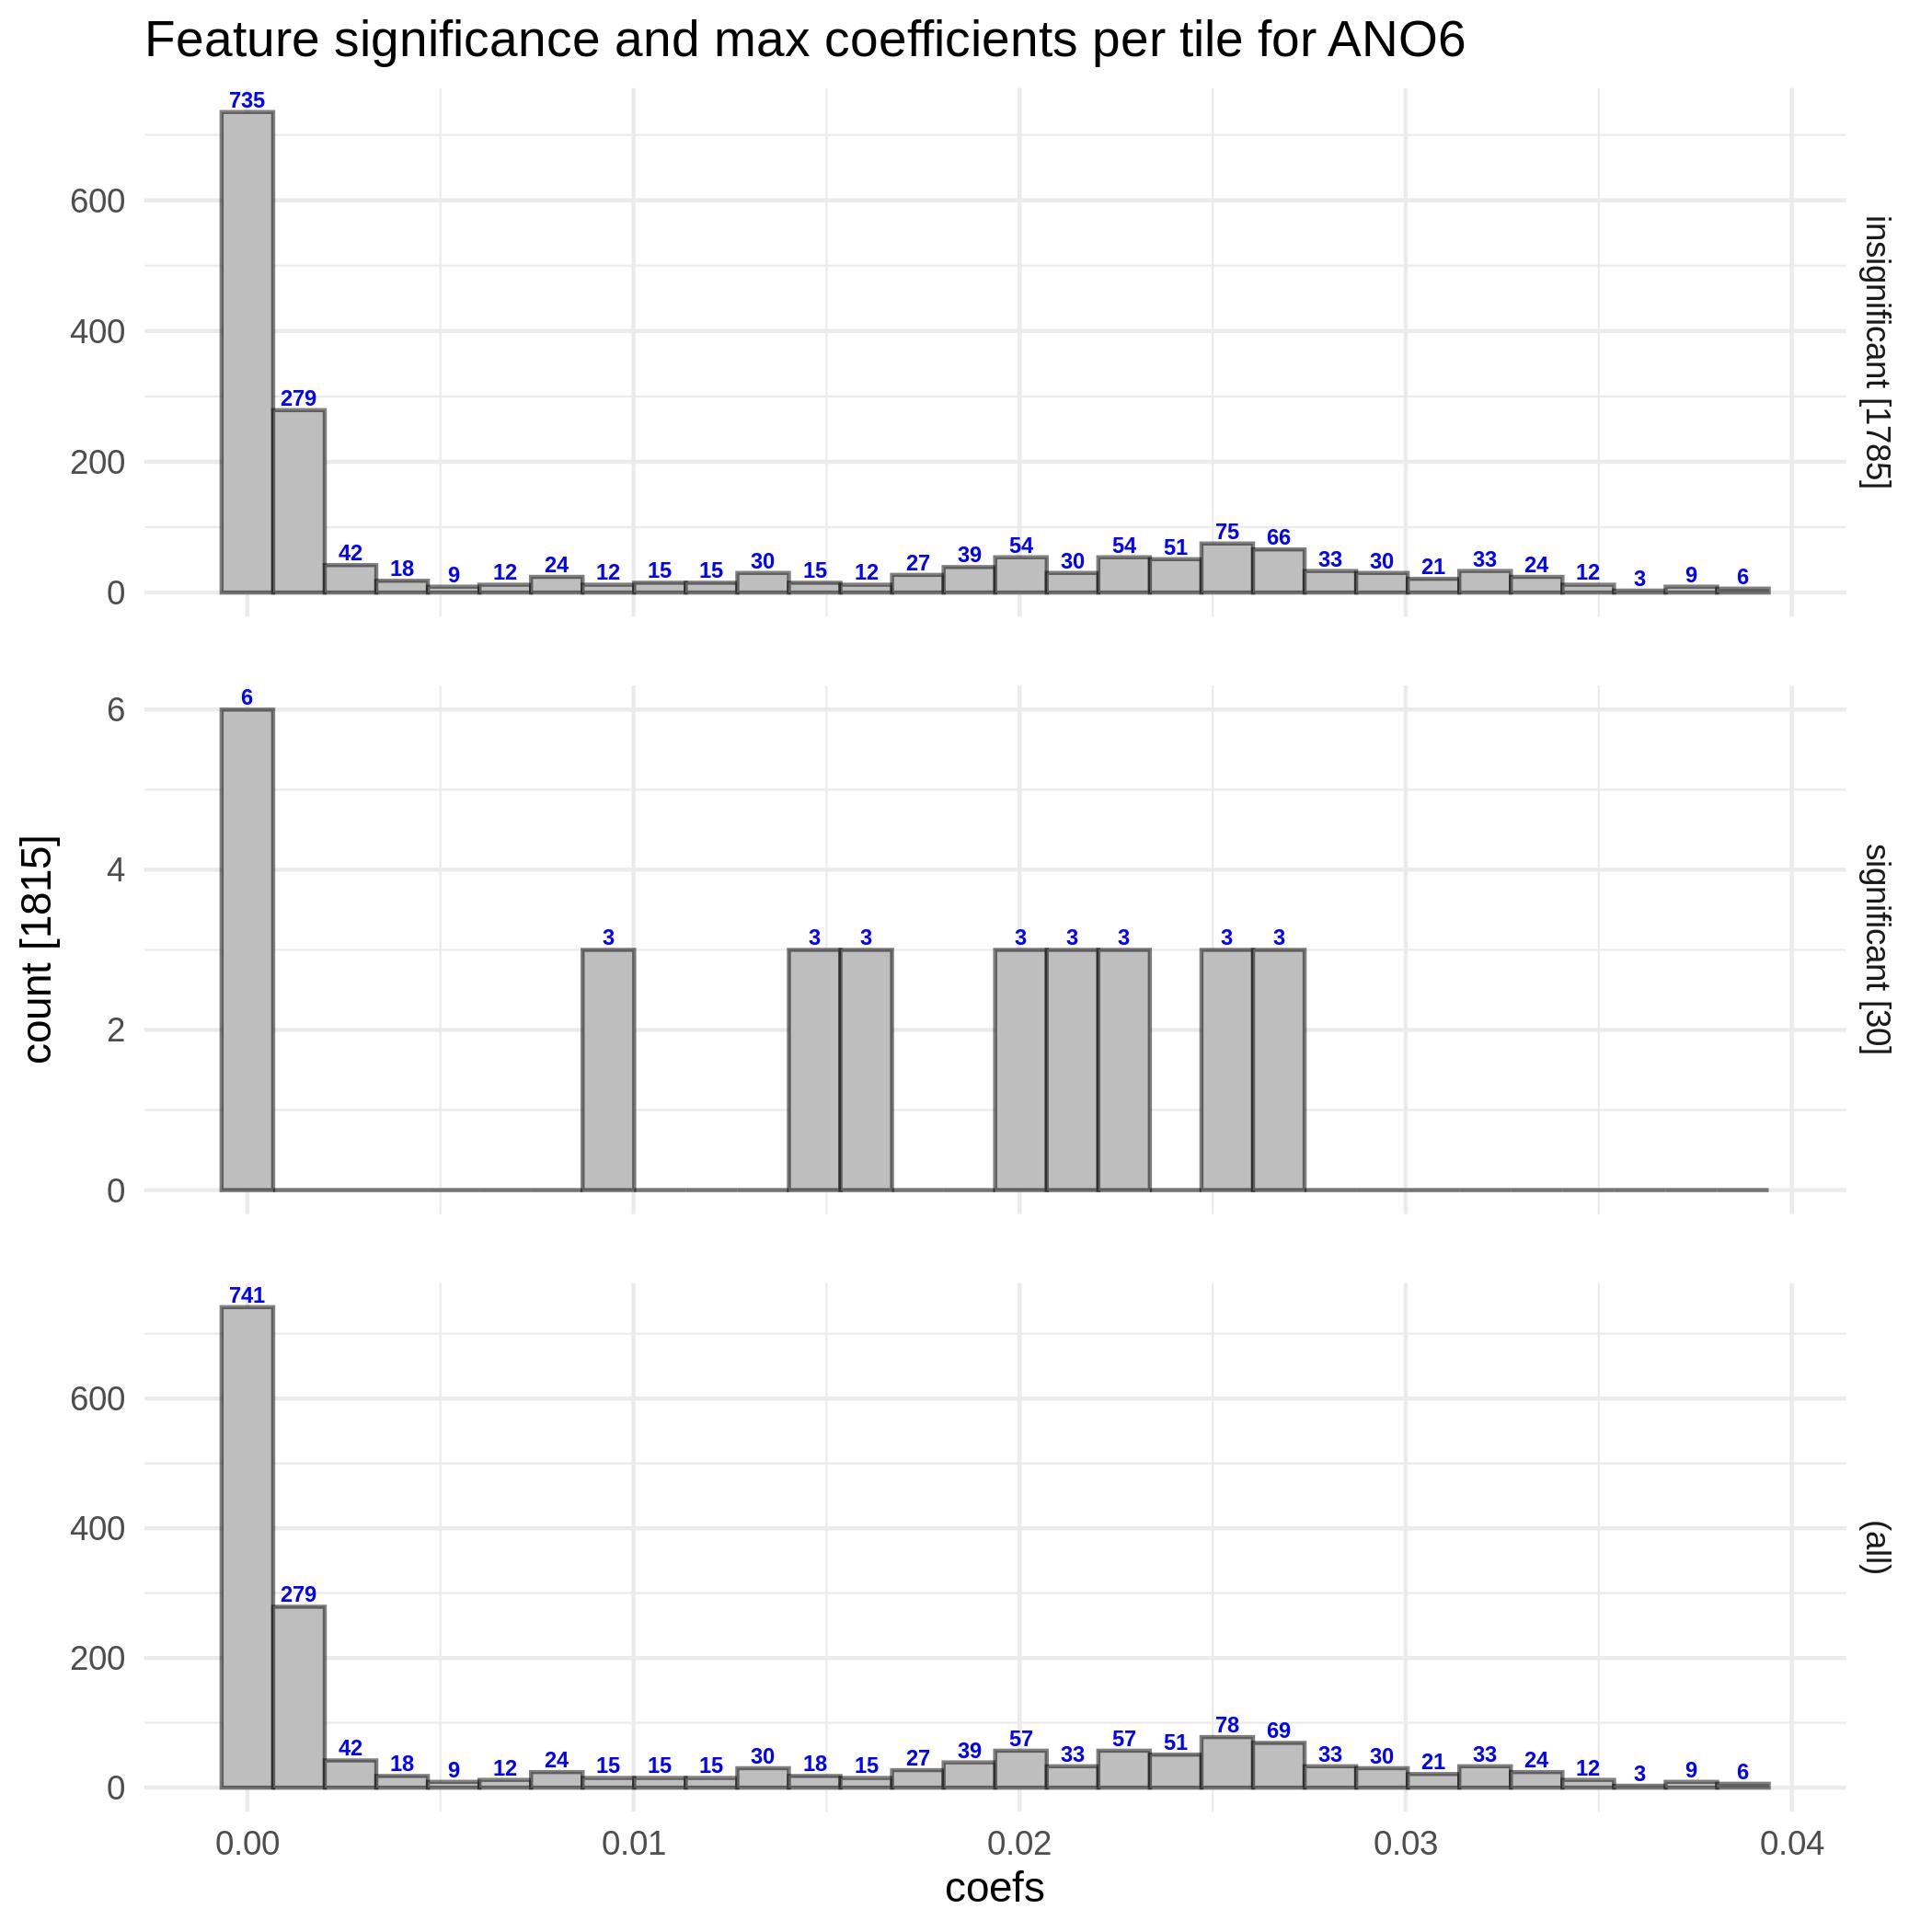 Feature significance and max coefficients per tile for ANO6
735
279
42 18 9 12 24 12 15 15 30 15 12 27 39 54 30 54 51 75 66 33 30 21 33 24 12 3 9 6
600
400
200
0
insignificant [1785]
6
3 3 3 3 3 3 3 3
6
4
2
0
significant [30]
count [1815]
741
279
42 18 9 12 24 15 15 15 30 18 15 27 39 57 33 57 51 78 69 33 30 21 33 24 12 3 9 6
600
400
200
0
(all)
0.00 0.01 0.02 0.03 0.04
coefs